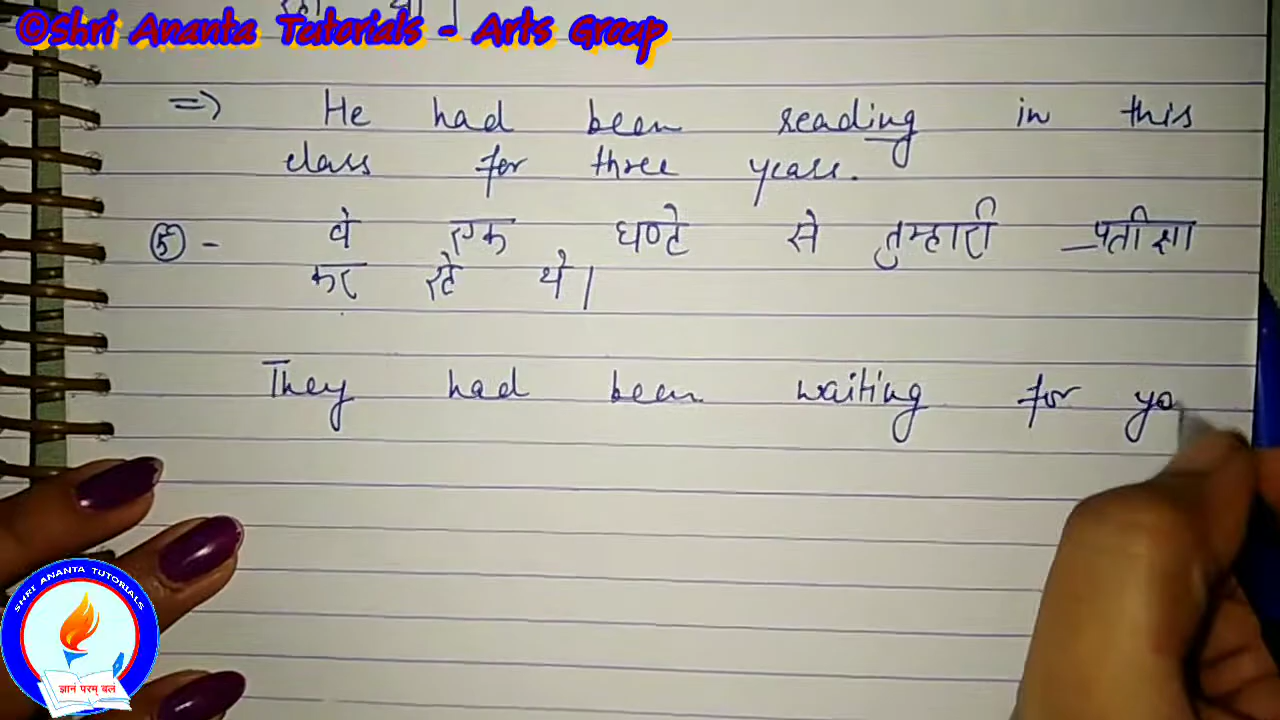 ©Shri Ananta Tutorials - Arts Group
=> He had been reading in this
class for three years.
⑤ - वे एक घण्टे से तुम्हारी प्रतीक्षा
कर रहे थे।
They had been waiting for yo
SHRI ANANTA TUTORIALS
ज्ञानं परम् बलं